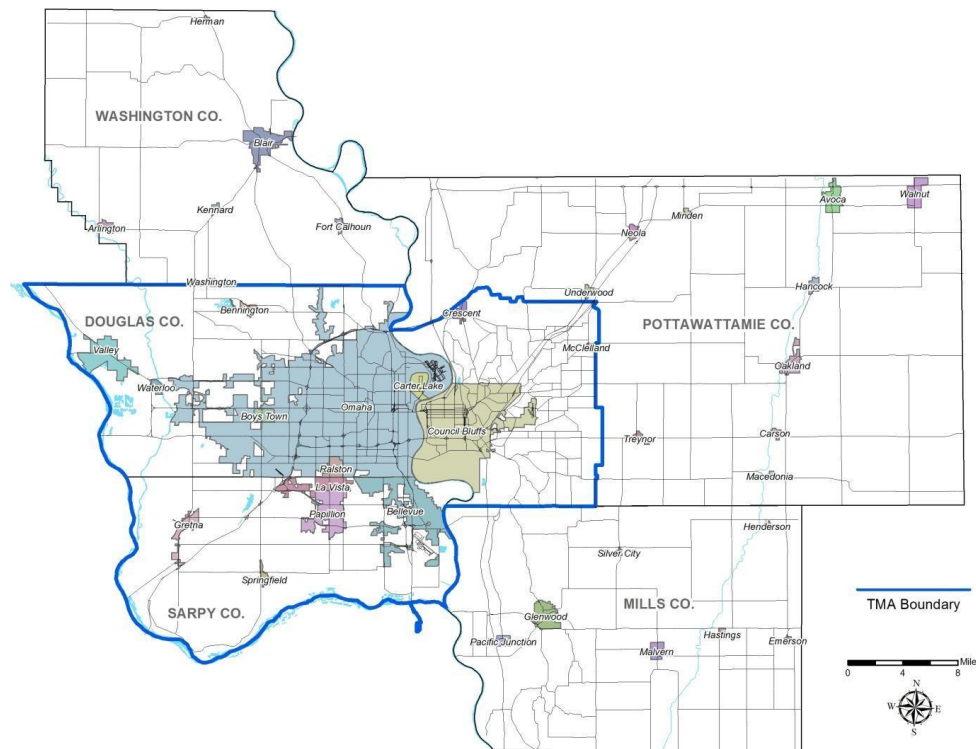 Herman
WASHINGTON CO.
Blair
Walnut
Avoca
Kennard
Minden
Arlington
Fort Calhoun
Neola
Washington
Hancock
Underwood
Bennington
Crescent
DOUGLAS CO.
POTTAWATTAMIE CO.
Valley
McClelland
Oakland
Waterloo
Carter Lake
Omaha
Boys Town
Council Bluffs
Carson
Treynor
Ralston
Macedonia
La Vista
Papillion
Bellevue
Gretna
Henderson
Silver City
Springfield
TMA Boundary
MILLS CO.
SARPY CO.
Glenwood
Hastings
Pacific Junction
Emerson
Malvern
0 4 8 Mile
N
W E
S